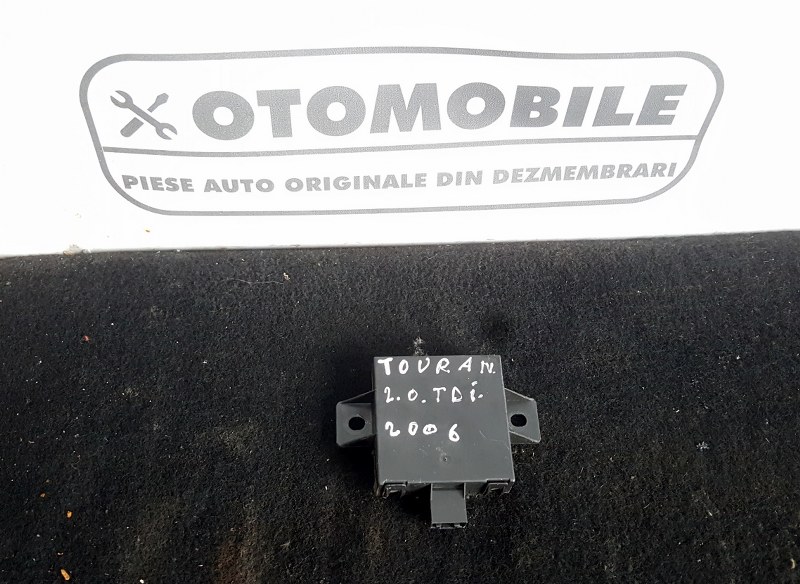 OTOMOBILE
PIESE AUTO ORIGINALE DIN DEZMEMBRARI
TOURAN.
2.0. TDi.
2006